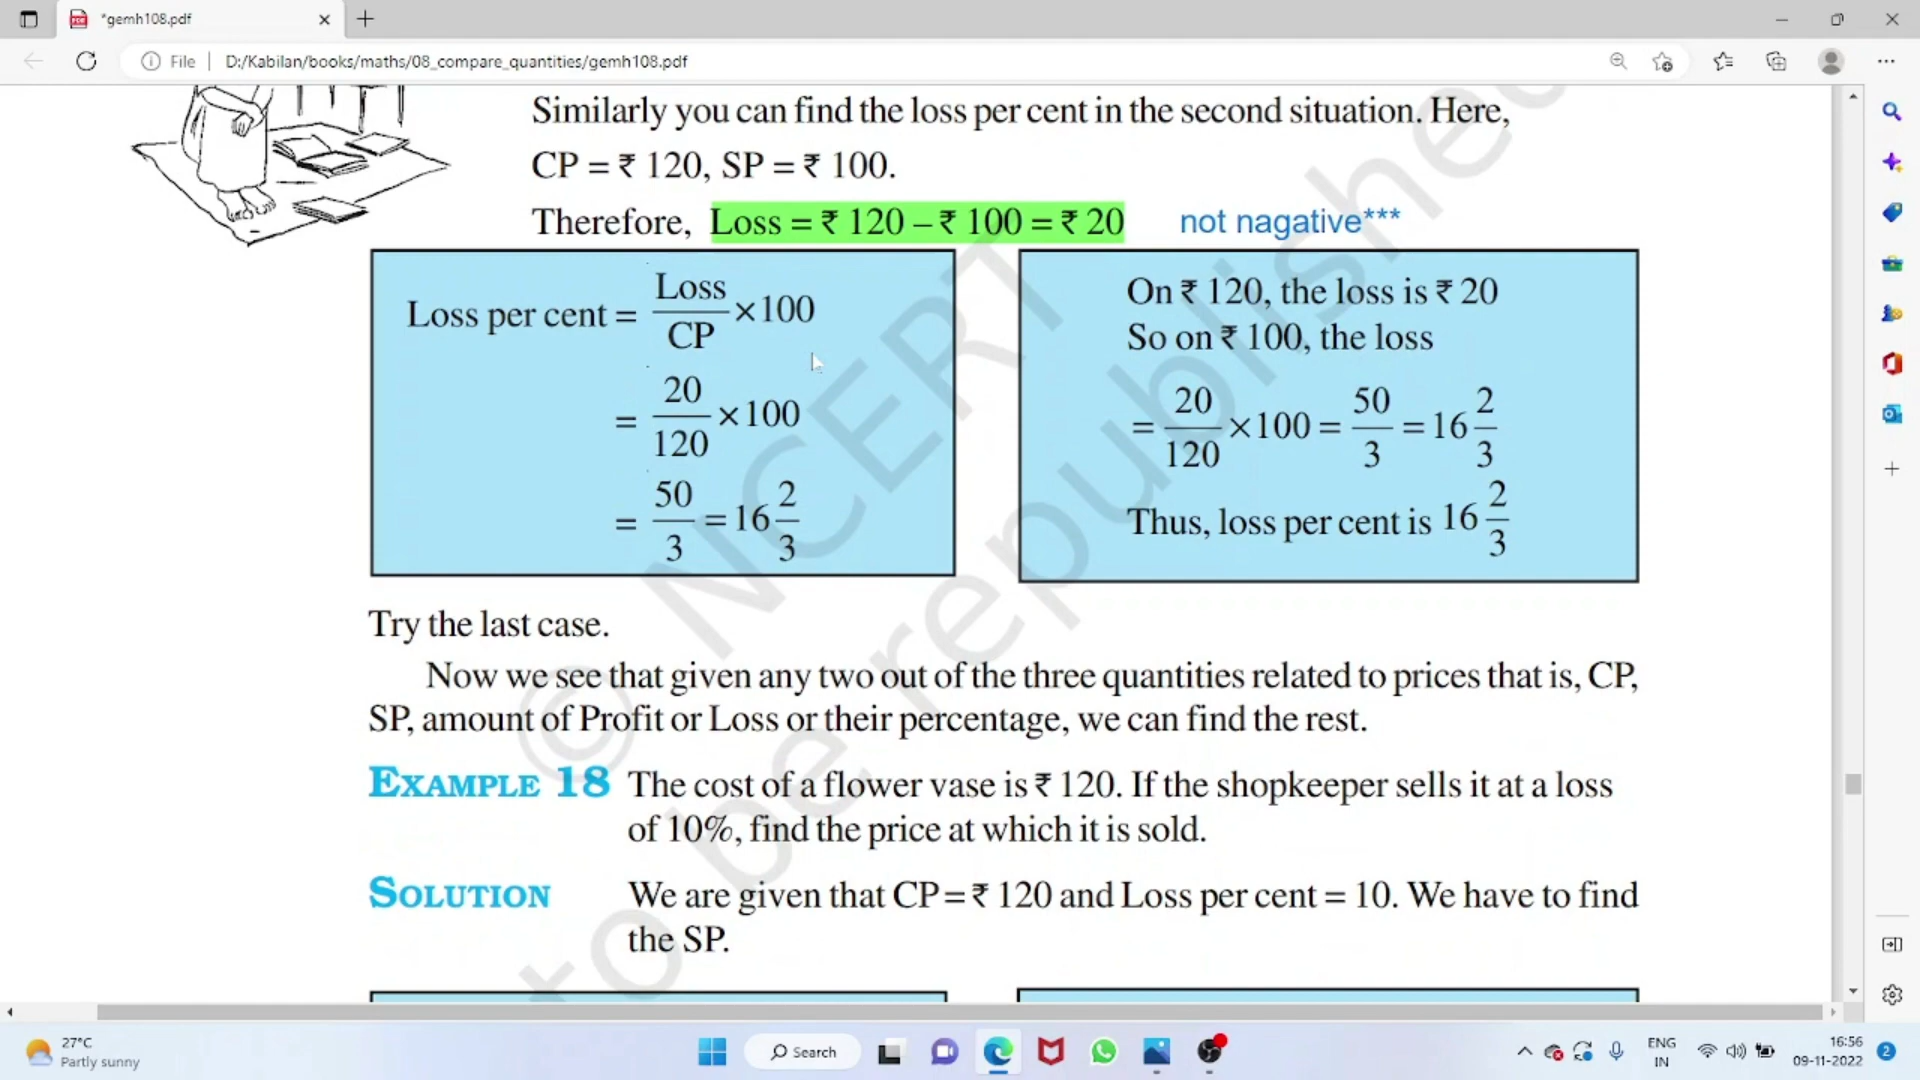 *gemh108.pdf
File
D:/Kabilan/books/maths/08_compare_quantities/gemh108.pdf
Similarly you can find the loss per cent in the second situation. Here,
CP = ₹ 120, SP = ₹ 100.
Therefore, Loss = ₹ 120 – ₹ 100 = ₹ 20 not nagative***
Loss per cent = Loss/CP ×100
= 20/120 ×100
= 50/3 = 16 2/3
On ₹ 120, the loss is ₹ 20
So on ₹ 100, the loss
= 20/120 ×100 = 50/3 = 16 2/3
Thus, loss per cent is 16 2/3
Try the last case.
Now we see that given any two out of the three quantities related to prices that is, CP,
SP, amount of Profit or Loss or their percentage, we can find the rest.
EXAMPLE 18 The cost of a flower vase is ₹ 120. If the shopkeeper sells it at a loss
of 10%, find the price at which it is sold.
SOLUTION We are given that CP = ₹ 120 and Loss per cent = 10. We have to find
the SP.
© NCERT
to be republished
27°C
Partly sunny
Search
ENG
IN
16:56
09-11-2022
2